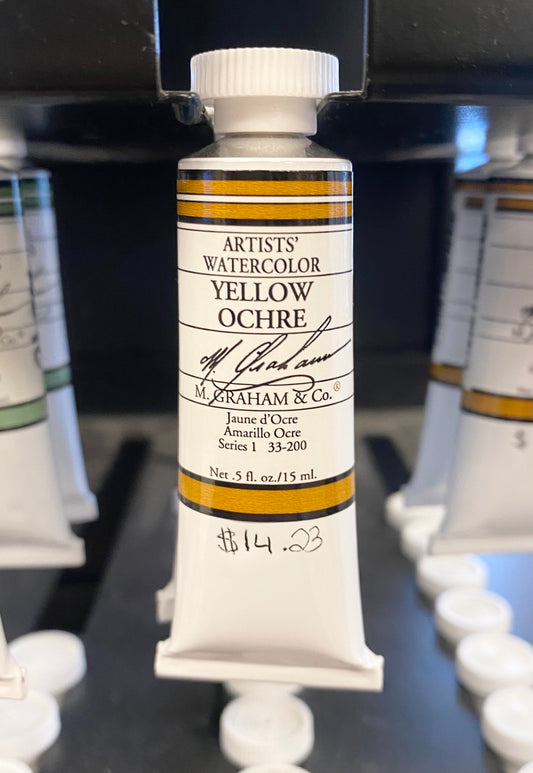 ARTISTS'
WATERCOLOR
YELLOW
OCHRE
M. Graham
M. GRAHAM & Co.®
Jaune d'Ocre
Amarillo Ocre
Series 1 33-200
Net .5 fl. oz./15 ml.
$14.23
$